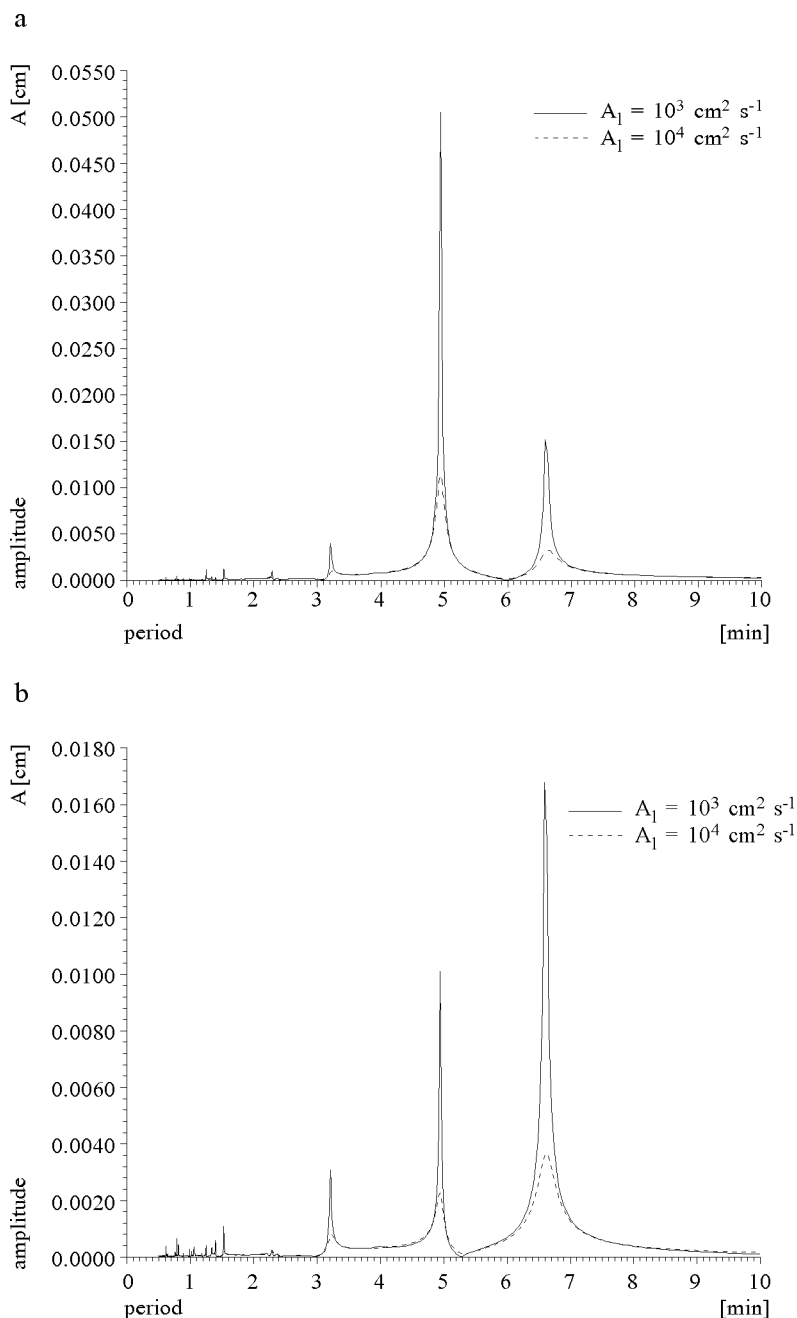 a
A [cm]
0.0550
0.0500
0.0450
0.0400
0.0350
0.0300
0.0250
0.0200
0.0150
0.0100
0.0050
0.0000
amplitude
A₁ = 10³ cm² s⁻¹
A₁ = 10⁴ cm² s⁻¹
0 1 2 3 4 5 6 7 8 9 10
period [min]
b
A [cm]
0.0180
0.0160
0.0140
0.0120
0.0100
0.0080
0.0060
0.0040
0.0020
0.0000
amplitude
A₁ = 10³ cm² s⁻¹
A₁ = 10⁴ cm² s⁻¹
0 1 2 3 4 5 6 7 8 9 10
period [min]